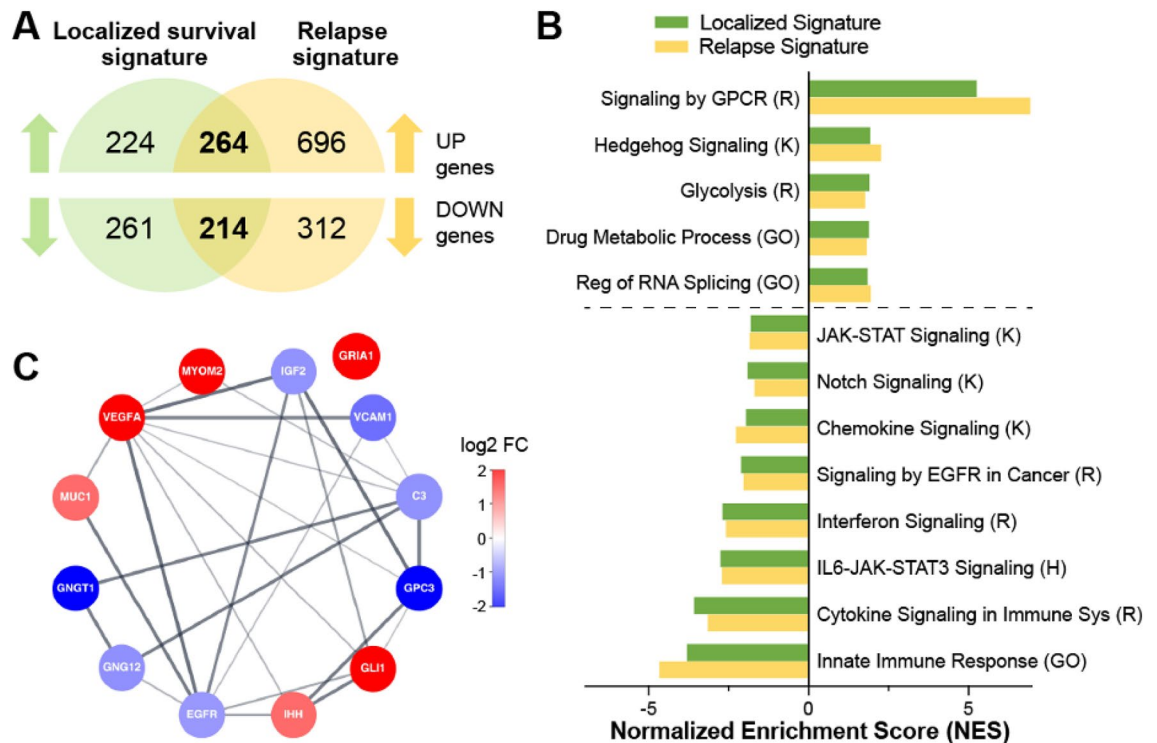 A
Localized survival
signature
Relapse
signature
224
264
696
UP
genes
261
214
312
DOWN
genes
B
Localized Signature
Relapse Signature
Signaling by GPCR (R)
Hedgehog Signaling (K)
Glycolysis (R)
Drug Metabolic Process (GO)
Reg of RNA Splicing (GO)
JAK-STAT Signaling (K)
Notch Signaling (K)
Chemokine Signaling (K)
Signaling by EGFR in Cancer (R)
Interferon Signaling (R)
IL6-JAK-STAT3 Signaling (H)
Cytokine Signaling in Immune Sys (R)
Innate Immune Response (GO)
-5
0
5
Normalized Enrichment Score (NES)
C
MYOM2
IGF2
GRIA1
VEGFA
VCAM1
MUC1
C3
GNGT1
GPC3
GNG12
GLI1
EGFR
IHH
log2 FC
2
1
0
-1
-2